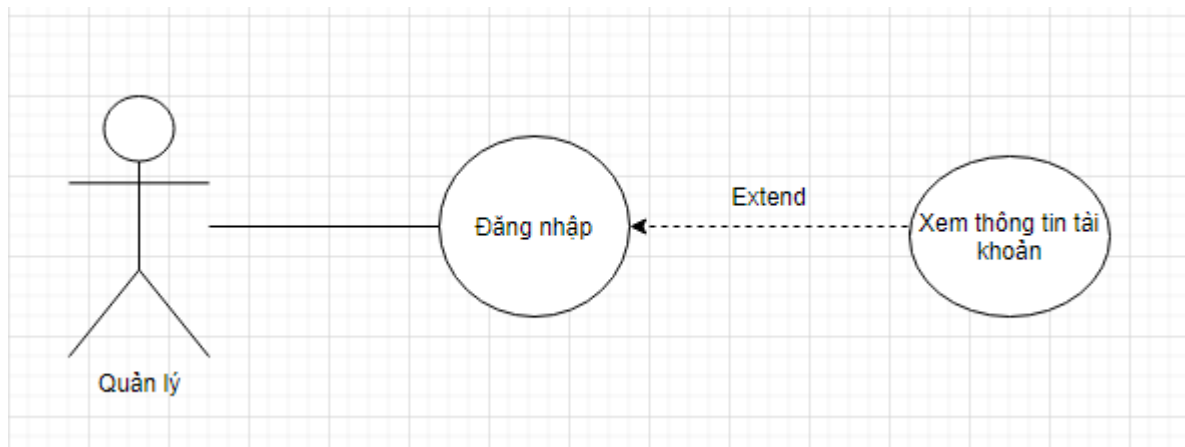 Extend
Đăng nhập
Xem thông tin tài
khoản
Quản lý